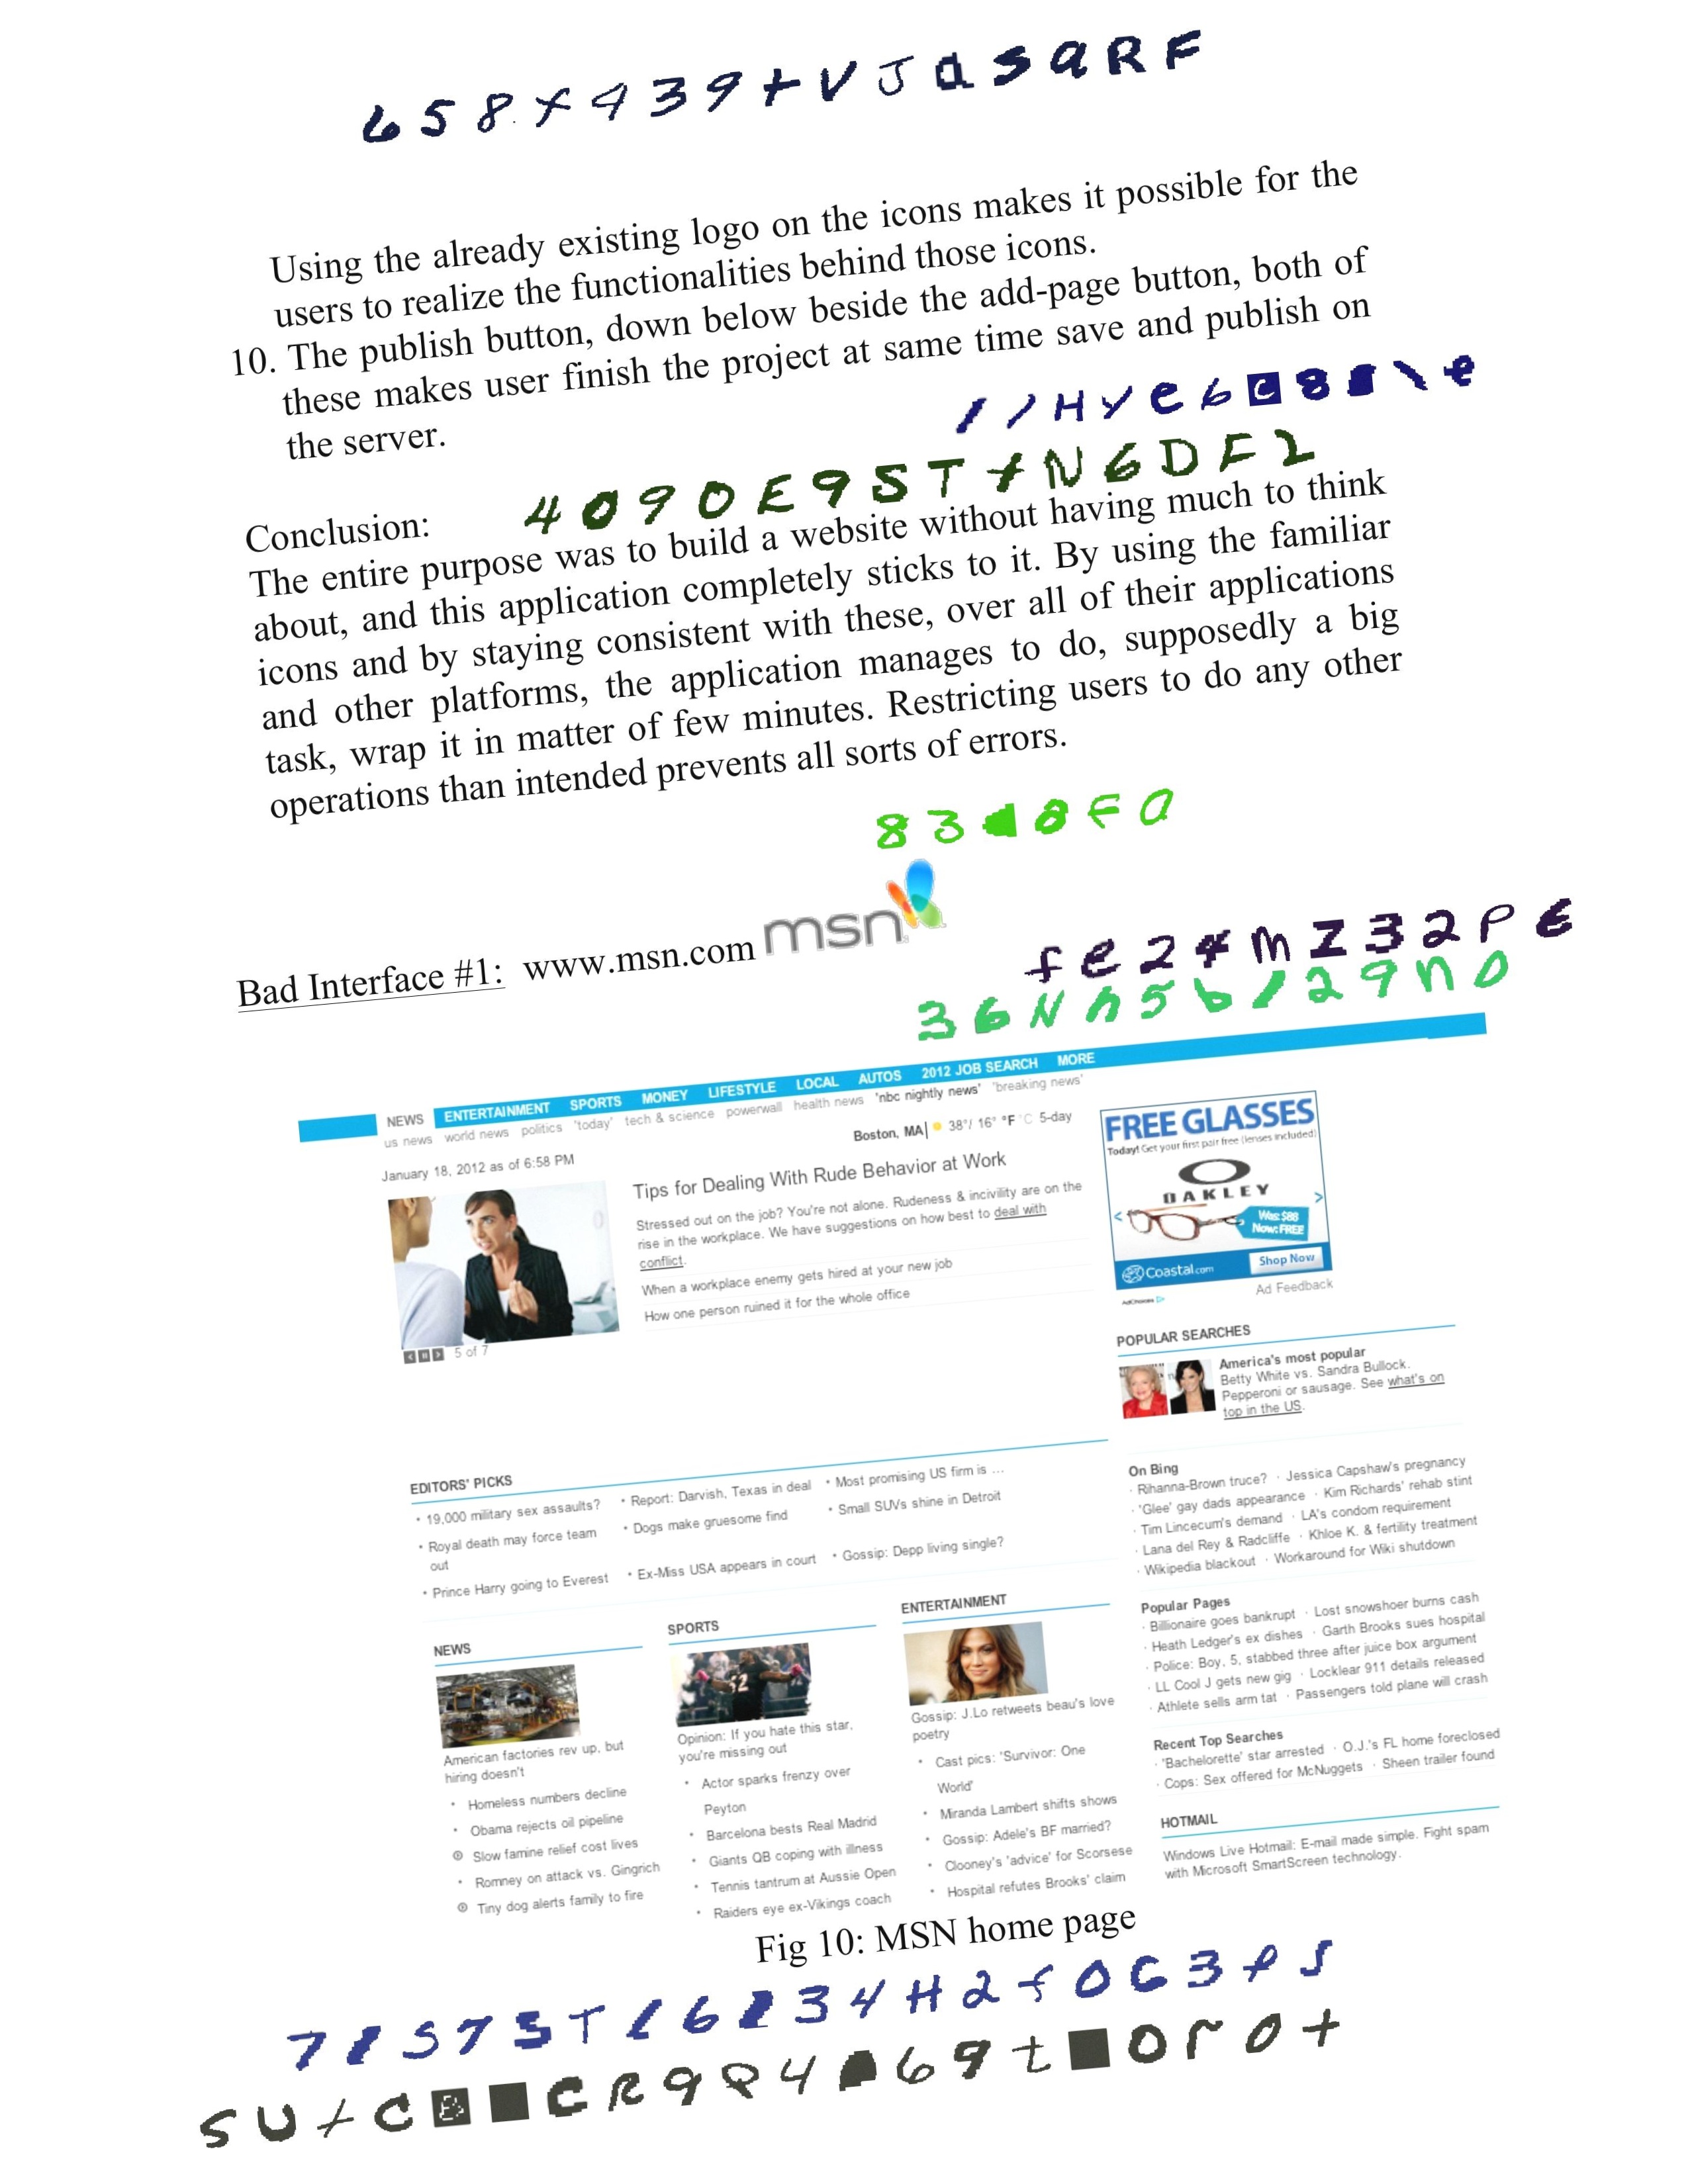 658+939+VJasaRF
Using the already existing logo on the icons makes it possible for the
users to realize the functionalities behind those icons.
10. The publish button, down below beside the add-page button, both of
these makes user finish the project at same time save and publish on
the server.
4090E9STtN6DF2
Conclusion:
The entire purpose was to build a website without having much to think
about, and this application completely sticks to it. By using the familiar
icons and by staying consistent with these, over all of their applications
and other platforms, the application manages to do, supposedly a big
task, wrap it in matter of few minutes. Restricting users to do any other
operations than intended prevents all sorts of errors.
Bad Interface #1: www.msn.com msn
fe24mZ32PE
36Nn5b129nD
NEWS ENTERTAINMENT SPORTS MONEY LIFESTYLE LOCAL AUTOS 2012 JOB SEARCH MORE
us news world news politics 'today' tech & science powerwall health news 'nbc nightly news' 'breaking news'
Boston, MA| 38°/ 16° °F °C 5-day
January 18, 2012 as of 6:58 PM
Tips for Dealing With Rude Behavior at Work
Stressed out on the job? You're not alone. Rudeness & incivility are on the
rise in the workplace. We have suggestions on how best to deal with
conflict.
When a workplace enemy gets hired at your new job
How one person ruined it for the whole office
5 of 7
FREE GLASSES
Today! Get your first pair free (lenses included)
OAKLEY
Was: $88
Now: FREE
Coastal.com
Shop Now
AdChoices
Ad Feedback
POPULAR SEARCHES
America's most popular
Betty White vs. Sandra Bullock.
Pepperoni or sausage. See what's on
top in the US.
EDITORS' PICKS
• 19,000 military sex assaults? • Report: Darvish, Texas in deal • Most promising US firm is ...
• Royal death may force team • Dogs make gruesome find • Small SUVs shine in Detroit
out
• Prince Harry going to Everest • Ex-Miss USA appears in court • Gossip: Depp living single?
On Bing
· Rihanna-Brown truce? · Jessica Capshaw's pregnancy
· 'Glee' gay dads appearance · Kim Richards' rehab stint
· Tim Lincecum's demand · LA's condom requirement
· Lana del Rey & Radcliffe · Khloe K. & fertility treatment
· Wikipedia blackout · Workaround for Wiki shutdown
Popular Pages
· Billionaire goes bankrupt · Lost snowshoer burns cash
· Heath Ledger's ex dishes · Garth Brooks sues hospital
· Police: Boy, 5, stabbed three after juice box argument
· LL Cool J gets new gig · Locklear 911 details released
· Athlete sells arm tat · Passengers told plane will crash
Recent Top Searches
· 'Bachelorette' star arrested · O.J.'s FL home foreclosed
· Cops: Sex offered for McNuggets · Sheen trailer found
HOTMAIL
Windows Live Hotmail: E-mail made simple. Fight spam
with Microsoft SmartScreen technology.
NEWS
American factories rev up, but
hiring doesn't
• Homeless numbers decline
• Obama rejects oil pipeline
Slow famine relief cost lives
• Romney on attack vs. Gingrich
Tiny dog alerts family to fire
SPORTS
Opinion: If you hate this star,
you're missing out
• Actor sparks frenzy over
Peyton
• Barcelona bests Real Madrid
• Giants QB coping with illness
• Tennis tantrum at Aussie Open
• Raiders eye ex-Vikings coach
ENTERTAINMENT
Gossip: J.Lo retweets beau's love
poetry
• Cast pics: 'Survivor: One
World'
• Miranda Lambert shifts shows
• Gossip: Adele's BF married?
• Clooney's 'advice' for Scorsese
• Hospital refutes Brooks' claim
Fig 10: MSN home page